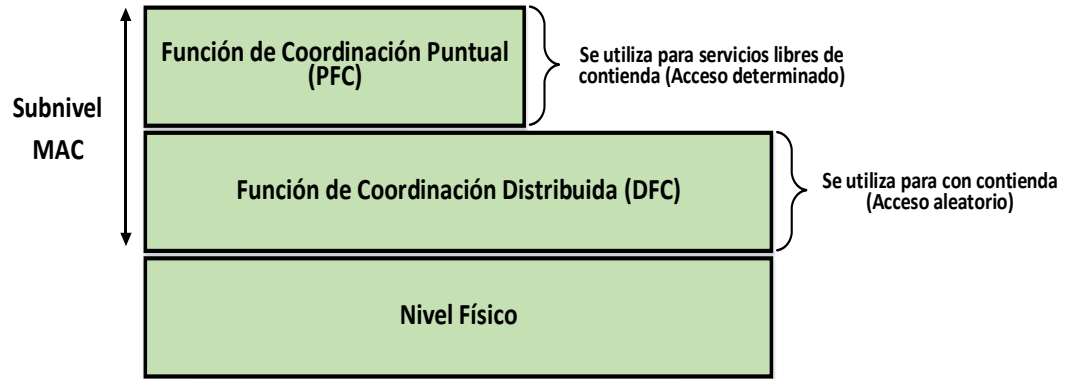 Función de Coordinación Puntual
(PFC)
Se utiliza para servicios libres de
contienda (Acceso determinado)
Subnivel
MAC
Función de Coordinación Distribuida (DFC)
Se utiliza para con contienda
(Acceso aleatorio)
Nivel Físico